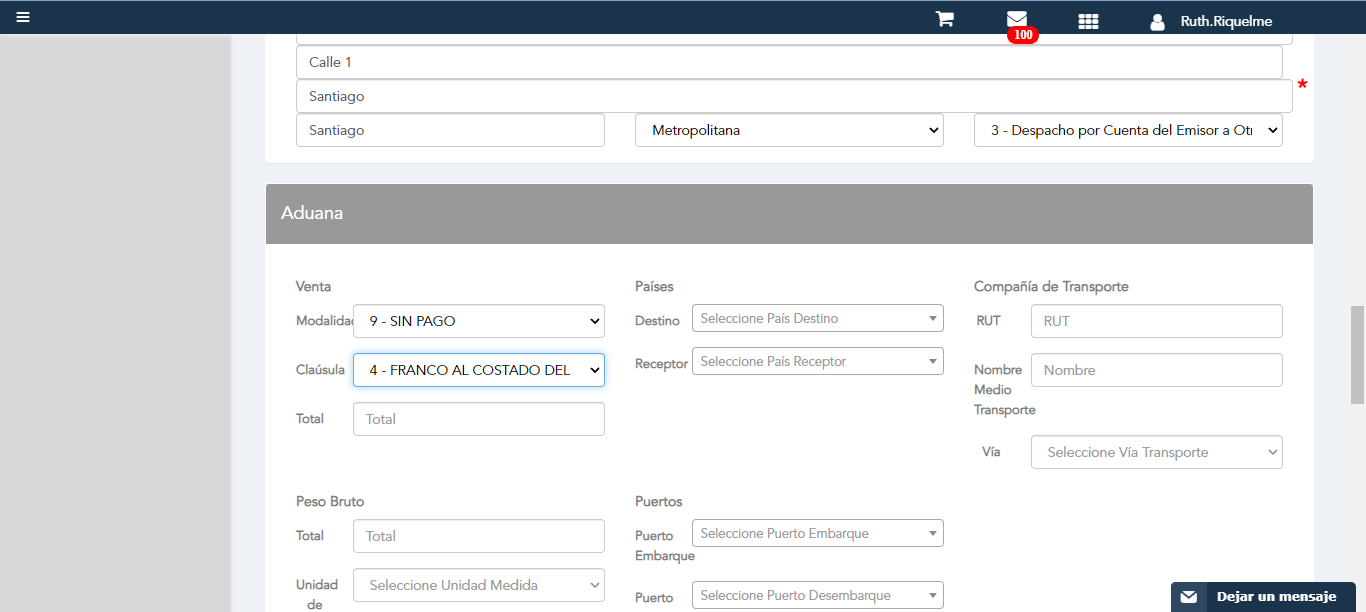 Ruth.Riquelme
100
Calle 1
Santiago
*
Santiago
Metropolitana
3 - Despacho por Cuenta del Emisor a Otr
Aduana
Venta
Modalidad
9 - SIN PAGO
Claúsula
4 - FRANCO AL COSTADO DEL
Total
Total
Países
Destino
Seleccione País Destino
Receptor
Seleccione País Receptor
Compañía de Transporte
RUT
RUT
Nombre
Medio
Transporte
Nombre
Vía
Seleccione Vía Transporte
Peso Bruto
Total
Total
Unidad
de
Seleccione Unidad Medida
Puertos
Puerto
Embarque
Seleccione Puerto Embarque
Puerto
Seleccione Puerto Desembarque
Dejar un mensaje